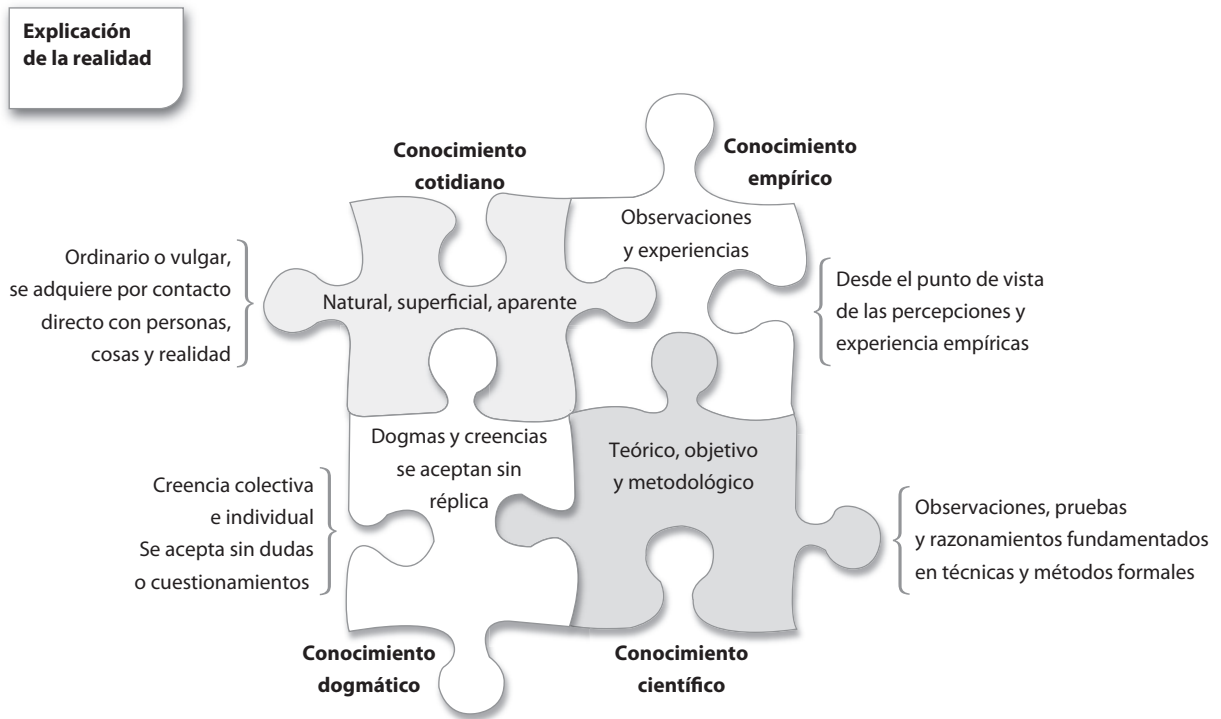 Explicación
de la realidad
Conocimiento
cotidiano
Conocimiento
empírico
Ordinario o vulgar,
se adquiere por contacto
directo con personas,
cosas y realidad
Natural, superficial, aparente
Observaciones
y experiencias
Desde el punto de vista
de las percepciones y
experiencia empíricas
Creencia colectiva
e individual
Se acepta sin dudas
o cuestionamientos
Dogmas y creencias
se aceptan sin
réplica
Teórico, objetivo
y metodológico
Observaciones, pruebas
y razonamientos fundamentados
en técnicas y métodos formales
Conocimiento
dogmático
Conocimiento
científico